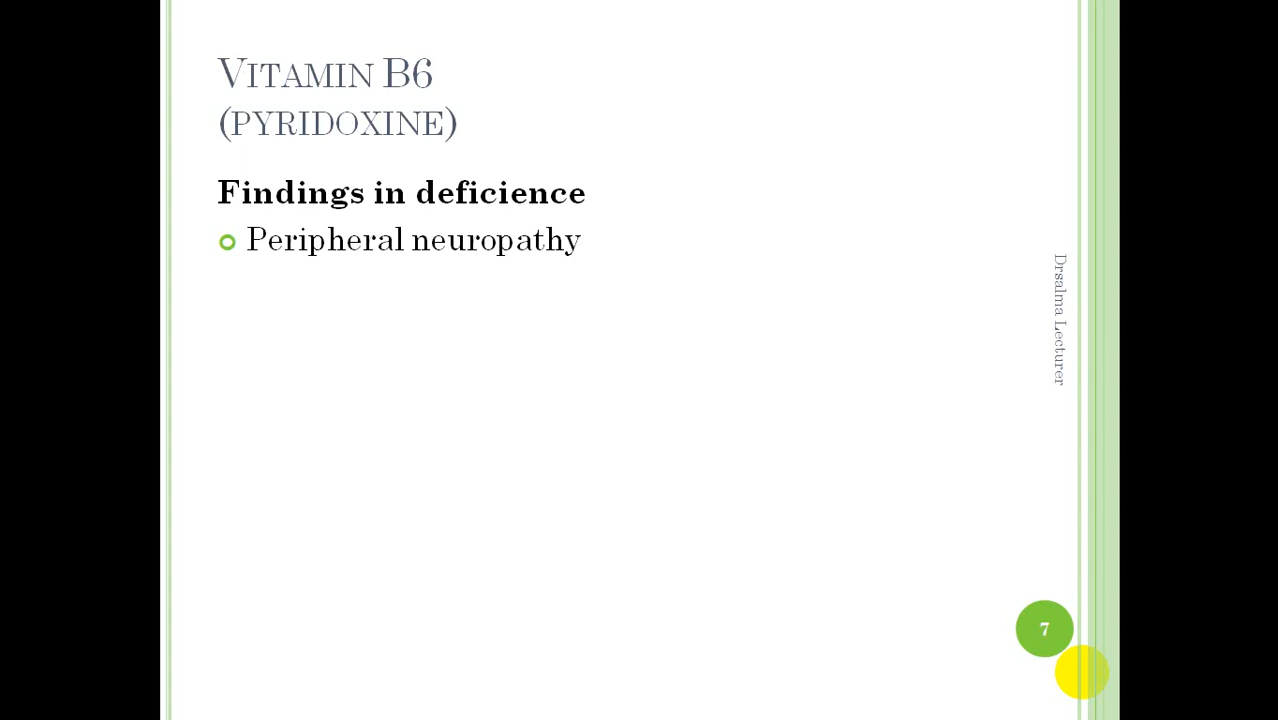 VITAMIN B6
(PYRIDOXINE)
Findings in deficience
Peripheral neuropathy
Drsalma Lecturer
7